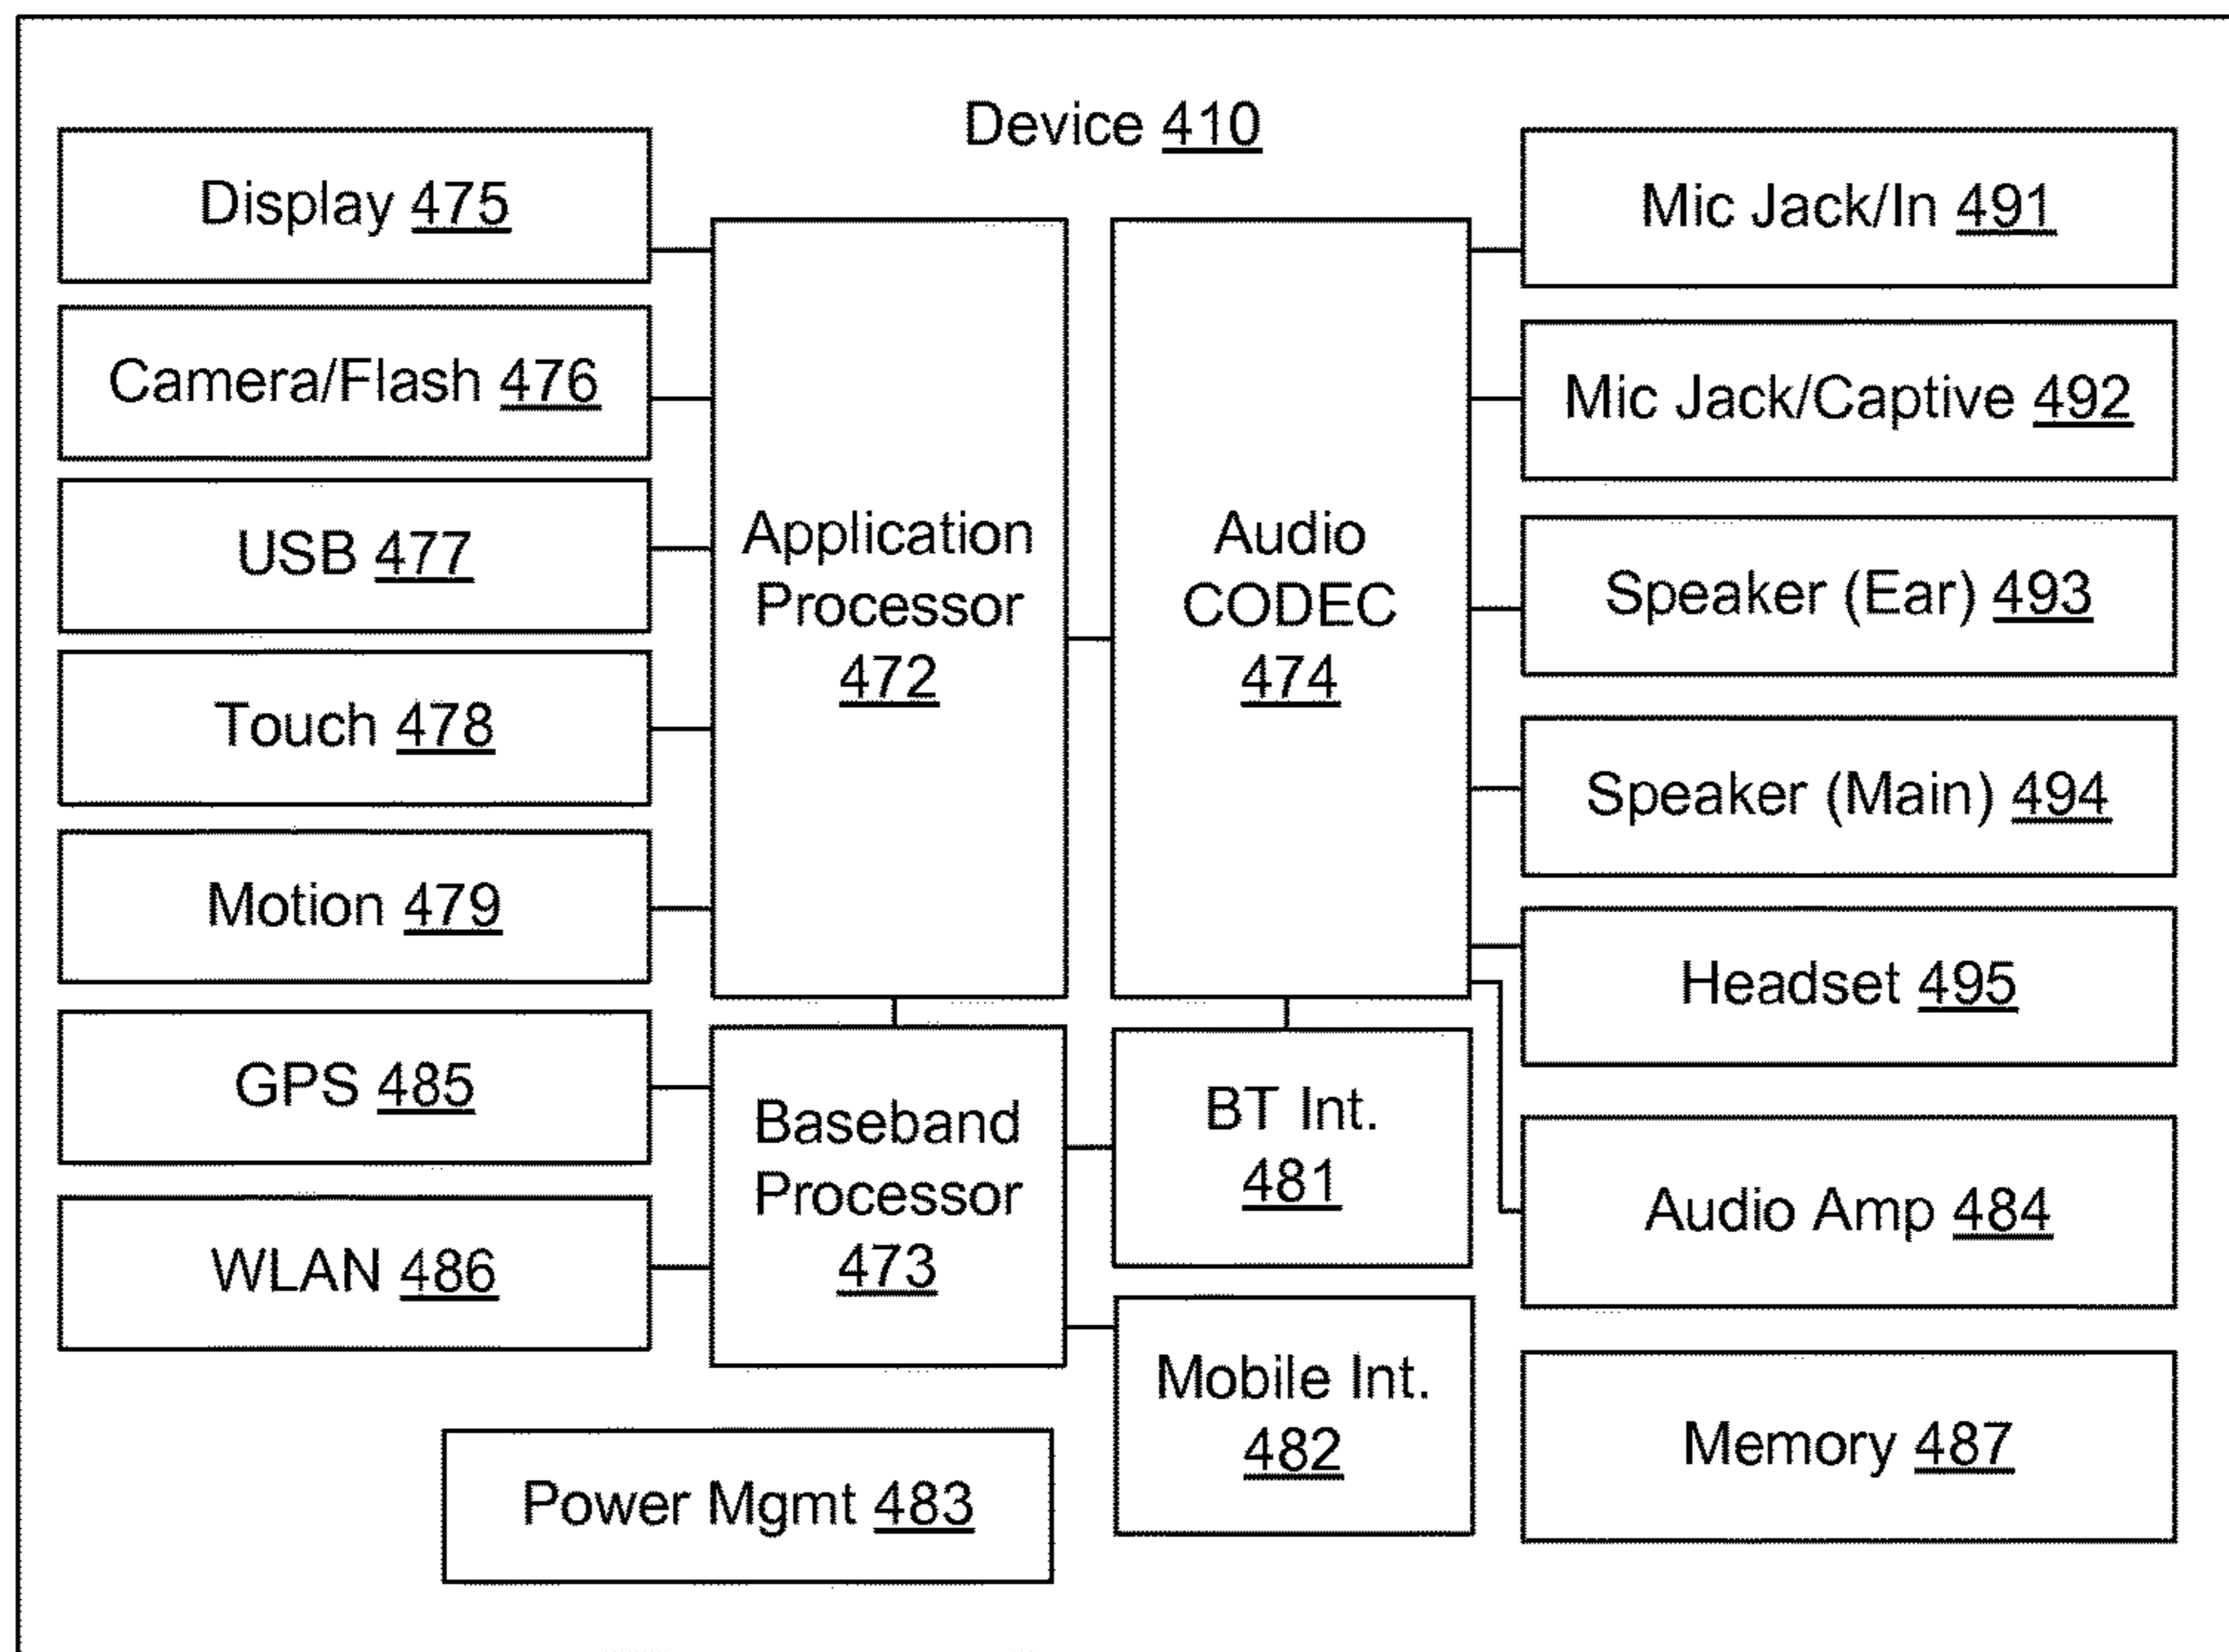 Device 410
Display 475
Camera/Flash 476
USB 477
Touch 478
Motion 479
GPS 485
WLAN 486
Application
Processor
472
Audio
CODEC
474
Baseband
Processor
473
BT Int.
481
Mobile Int.
482
Power Mgmt 483
Mic Jack/In 491
Mic Jack/Captive 492
Speaker (Ear) 493
Speaker (Main) 494
Headset 495
Audio Amp 484
Memory 487